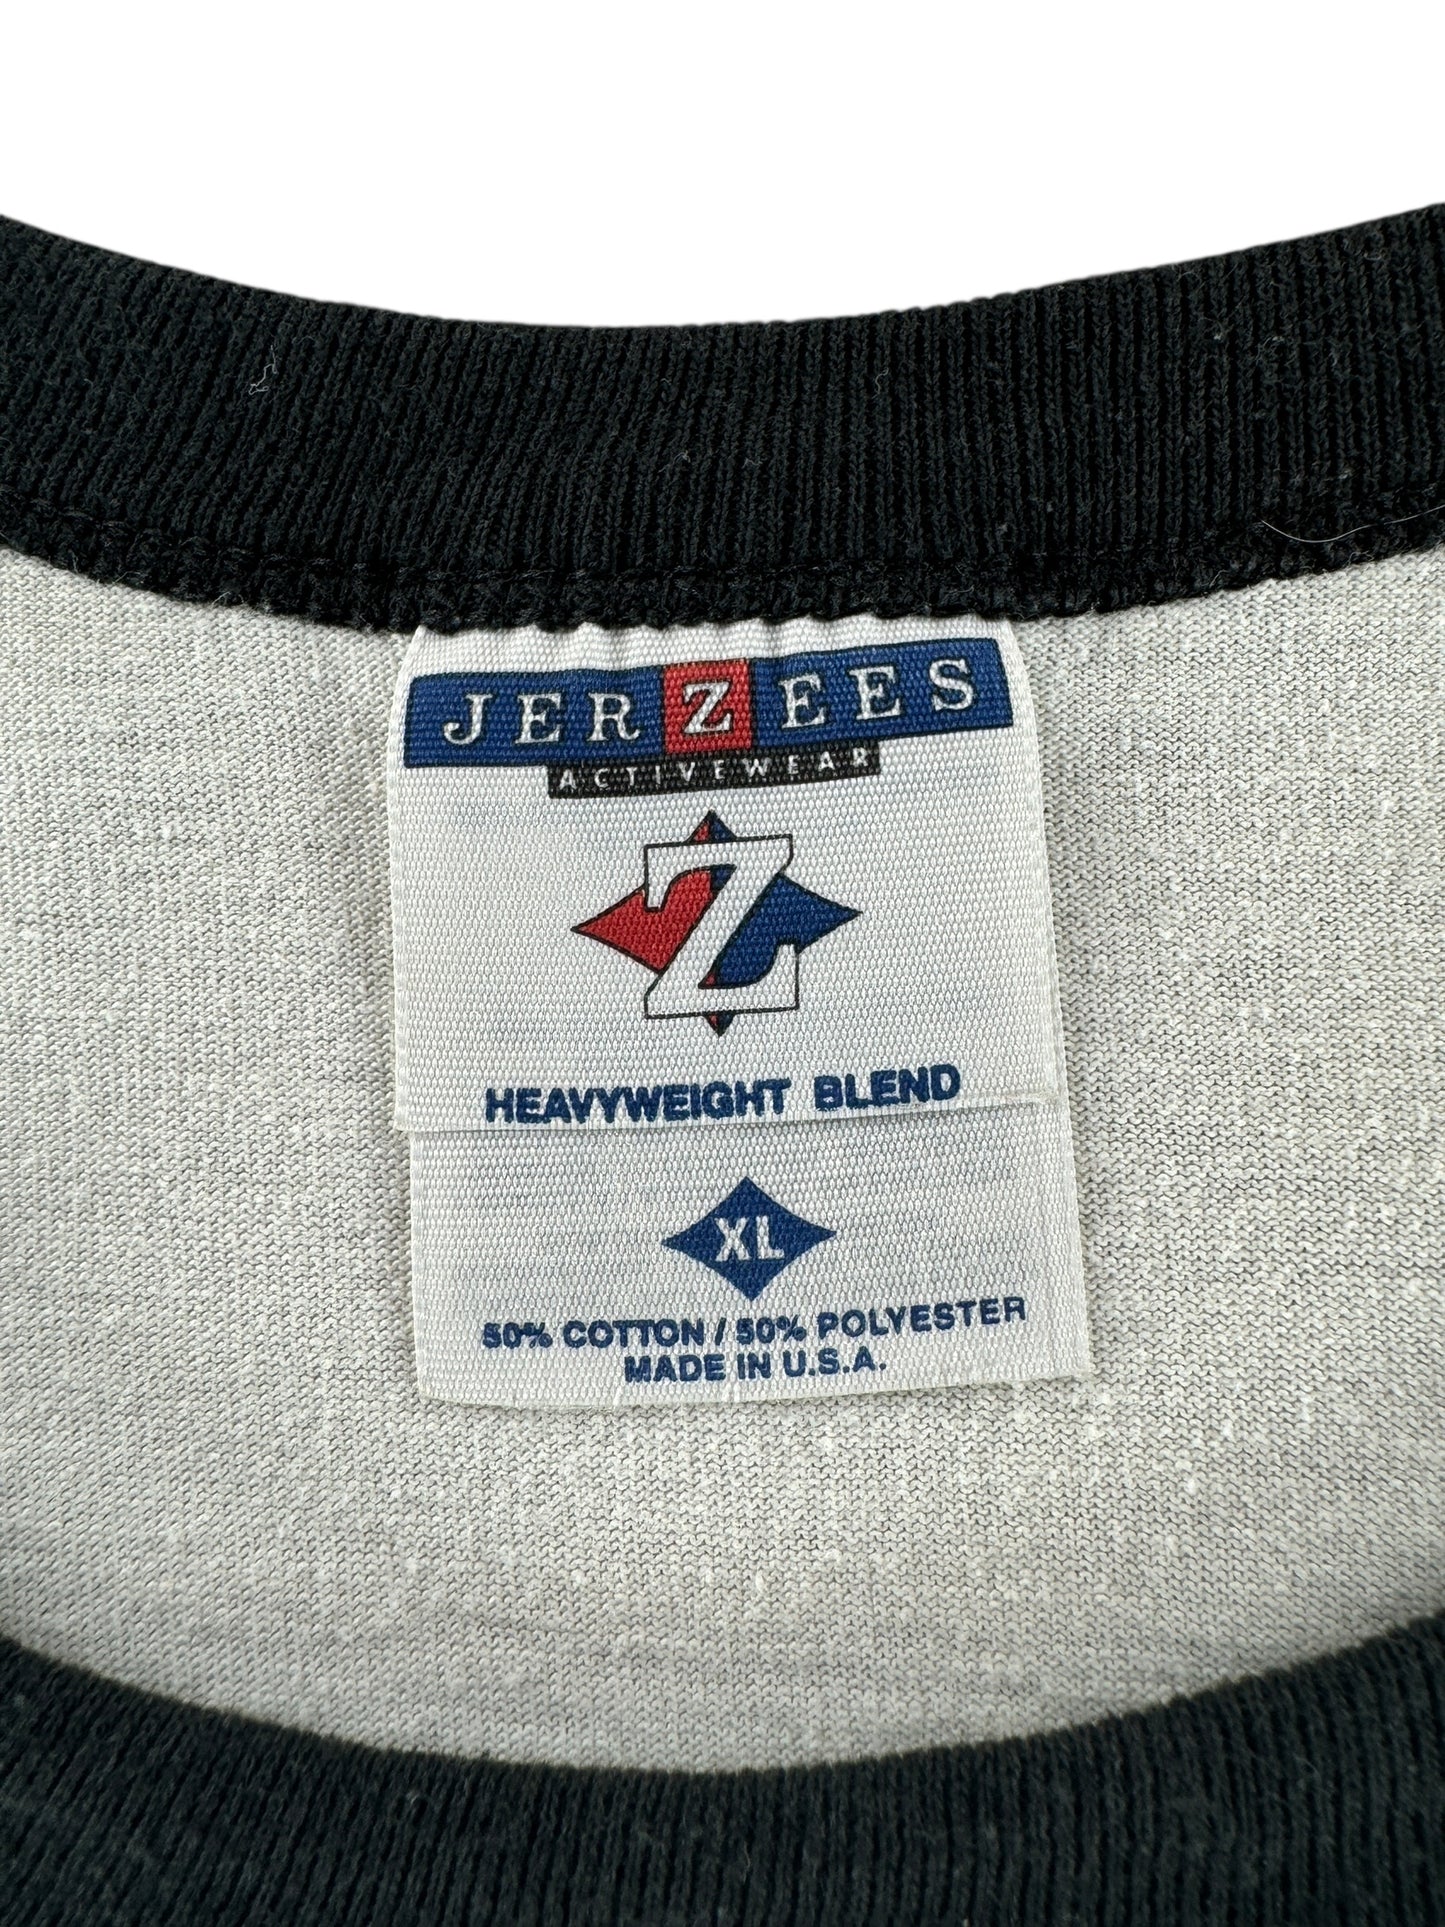 JERZEES
ACTIVEWEAR
Z
HEAVYWEIGHT BLEND
XL
50% COTTON / 50% POLYESTER
MADE IN U.S.A.